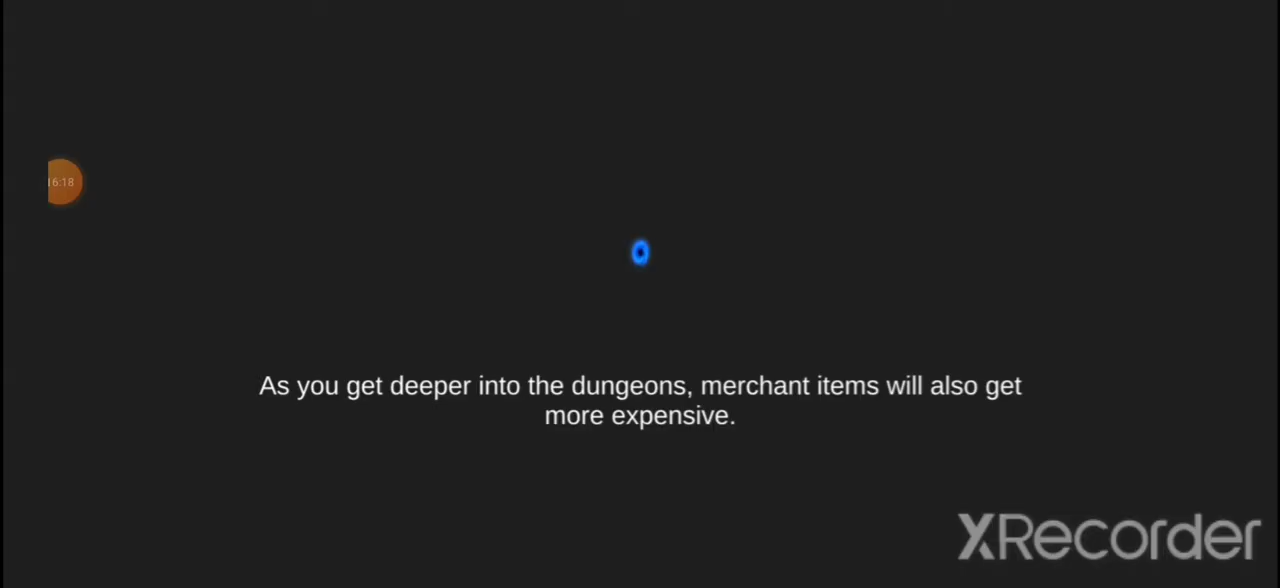 16:18
As you get deeper into the dungeons, merchant items will also get
more expensive.
XRecorder